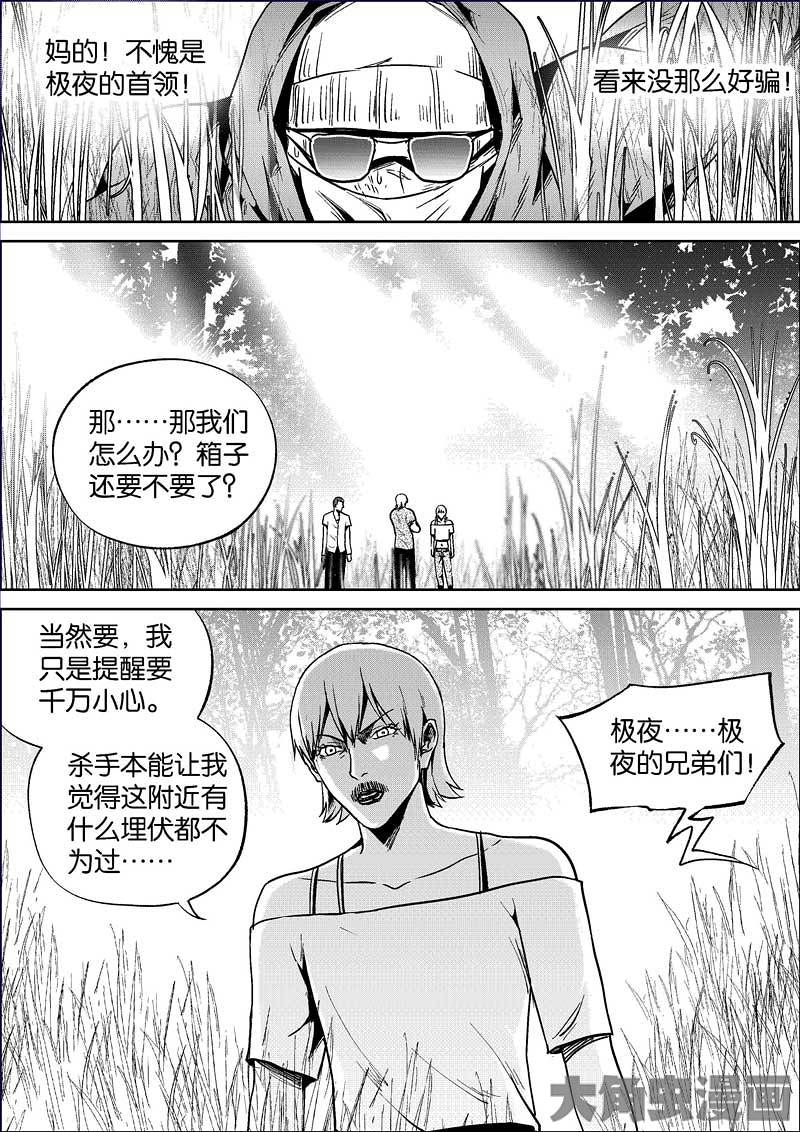 妈的！不愧是
极夜的首领！
看来没那么好骗！
那……那我们
怎么办？箱子
还要不要了？
当然要，我
只是提醒要
千万小心。
杀手本能让我
觉得这附近有
什么埋伏都不
为过……
极夜……极
夜的兄弟们！
大角虫漫画